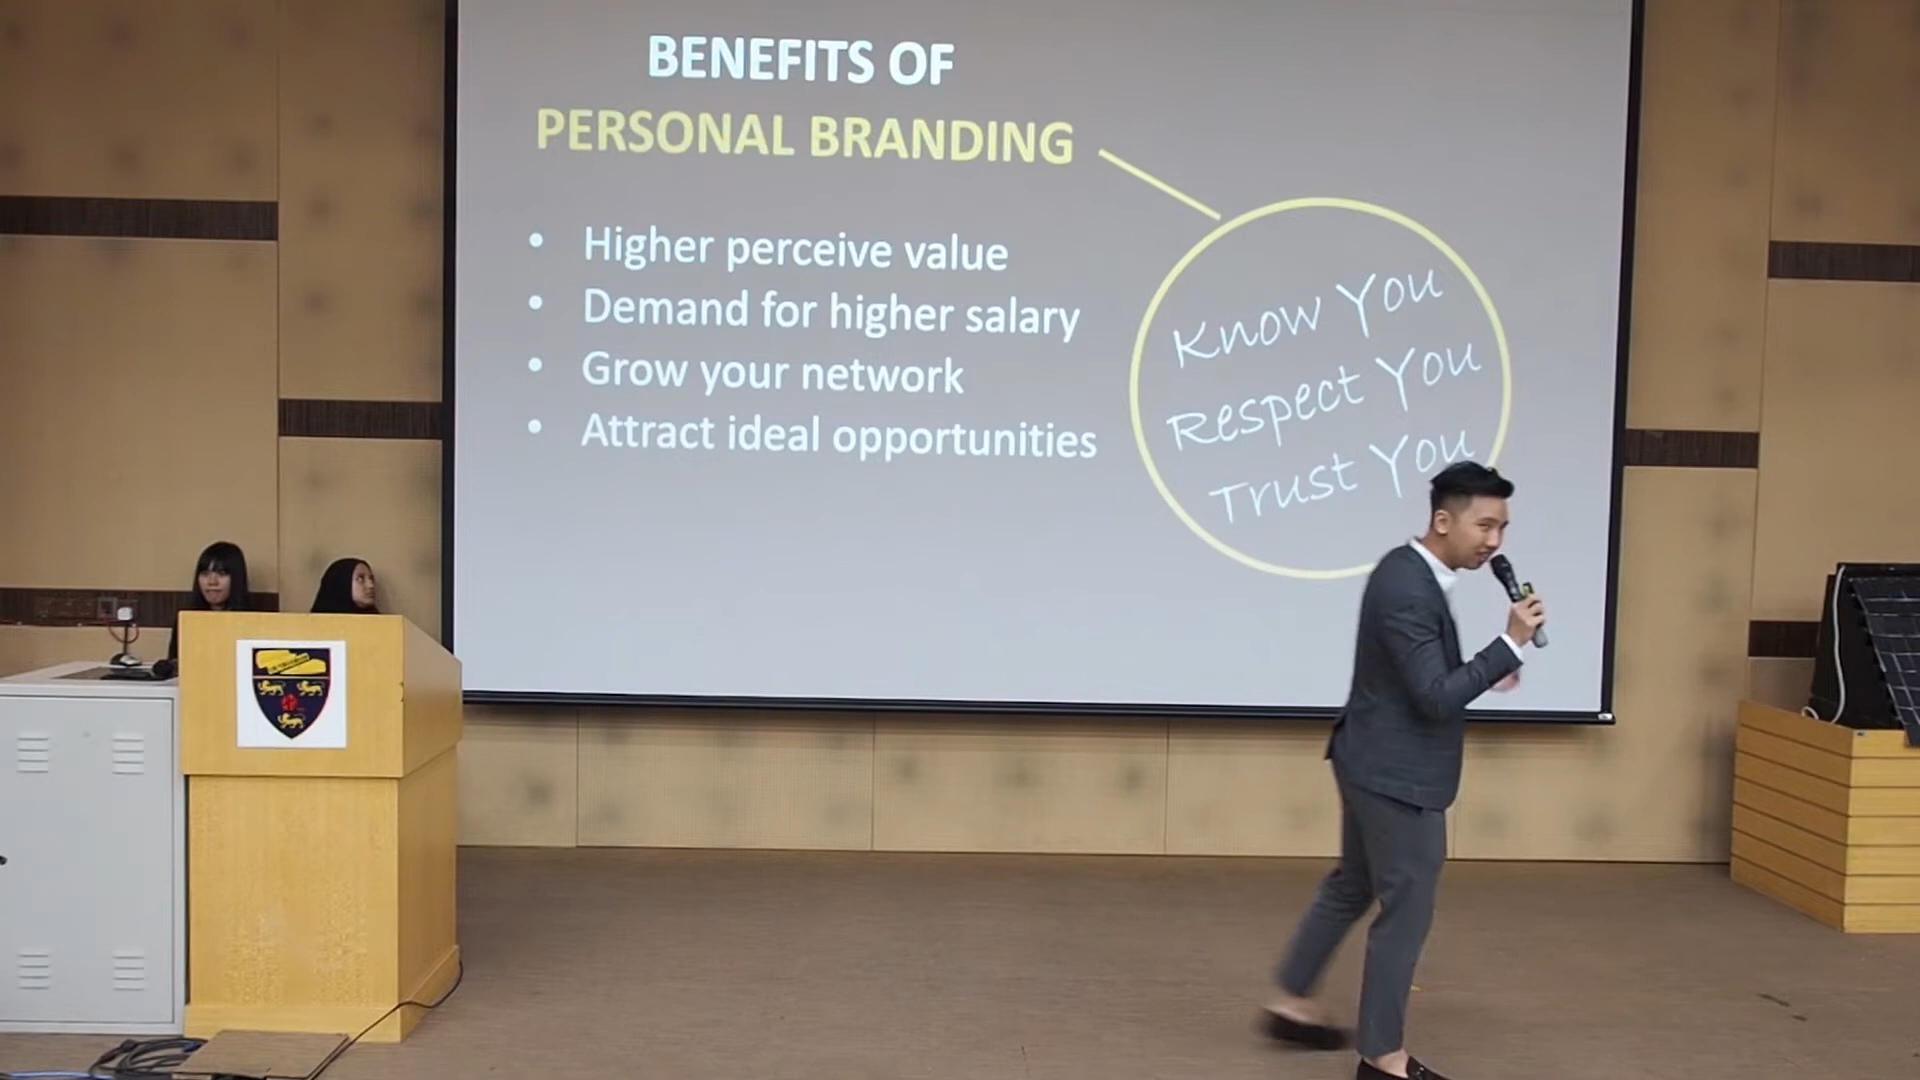 BENEFITS OF
PERSONAL BRANDING
• Higher perceive value
• Demand for higher salary
• Grow your network
• Attract ideal opportunities
Know You
Respect You
Trust You